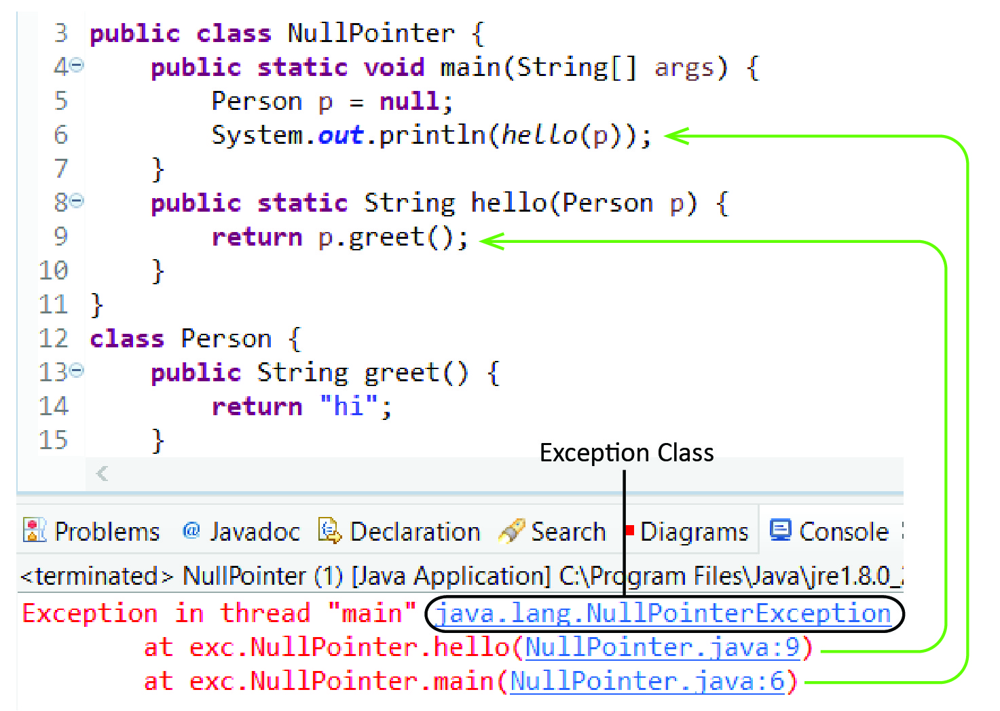 3 public class NullPointer {
4 public static void main(String[] args) {
5 Person p = null;
6 System.out.println(hello(p));
7 }
8 public static String hello(Person p) {
9 return p.greet();
10 }
11 }
12 class Person {
13 public String greet() {
14 return "hi";
15 }
Exception Class
Problems @ Javadoc Declaration Search Diagrams Console
<terminated> NullPointer (1) [Java Application] C:\Program Files\Java\jre1.8.0_
Exception in thread "main" java.lang.NullPointerException
at exc.NullPointer.hello(NullPointer.java:9)
at exc.NullPointer.main(NullPointer.java:6)